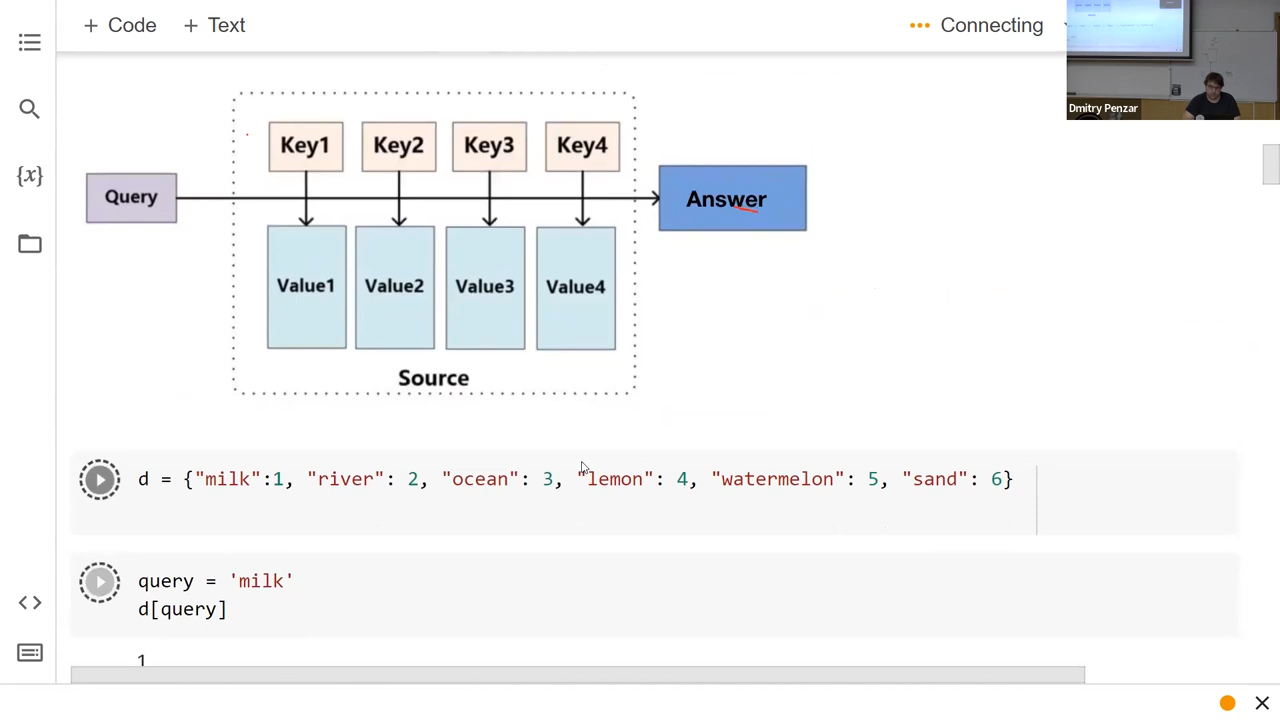 + Code + Text
Connecting
Dmitry Penzar
Key1 Key2 Key3 Key4
Query
Answer
Value1 Value2 Value3 Value4
Source
{x}
d = {"milk":1, "river": 2, "ocean": 3, "lemon": 4, "watermelon": 5, "sand": 6}
query = 'milk'
d[query]
1